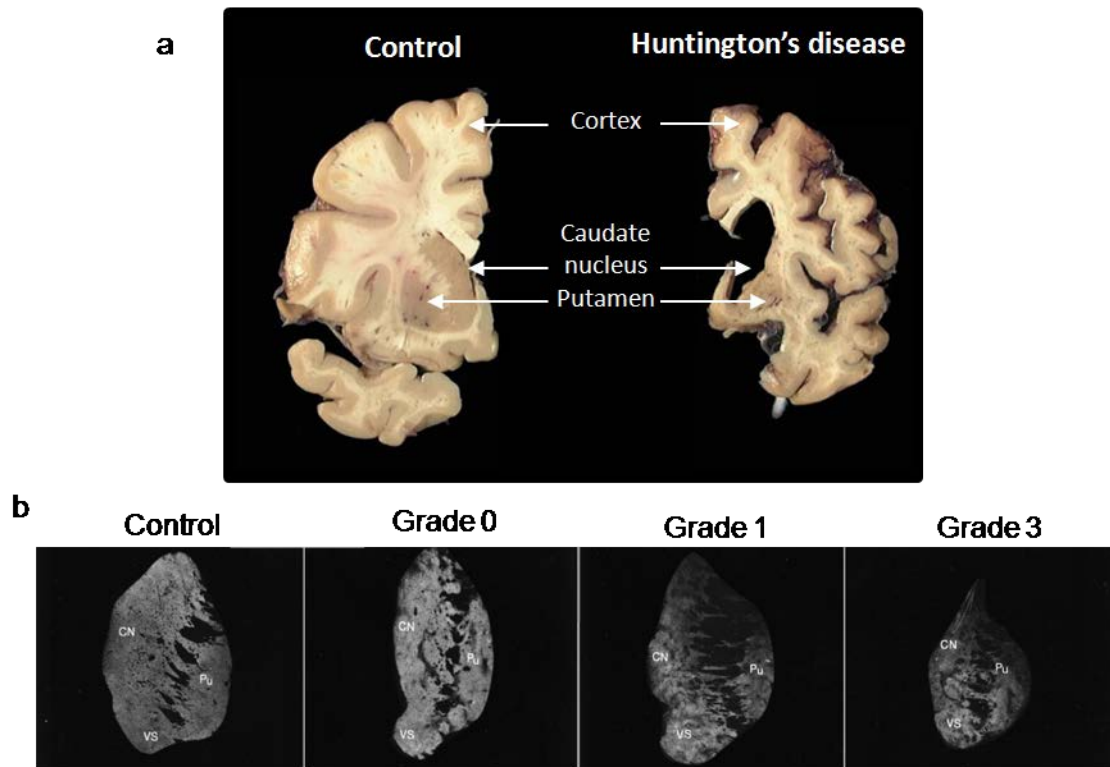 a
Control
Huntington's disease
Cortex
Caudate
nucleus
Putamen
b
Control
Grade 0
Grade 1
Grade 3
CN
Pu
VS
CN
Pu
VS
CN
Pu
VS
CN
Pu
VS